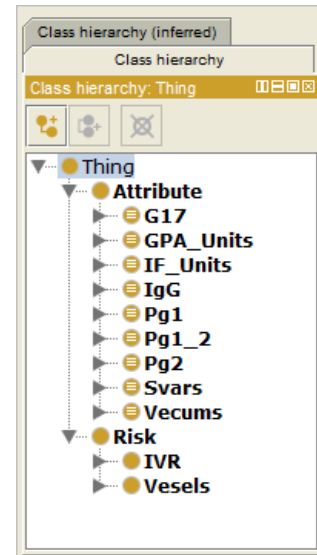 Class hierarchy (inferred)
Class hierarchy
Class hierarchy: Thing
Thing
Attribute
G17
GPA_Units
IF_Units
IgG
Pg1
Pg1_2
Pg2
Svars
Vecums
Risk
IVR
Vesels